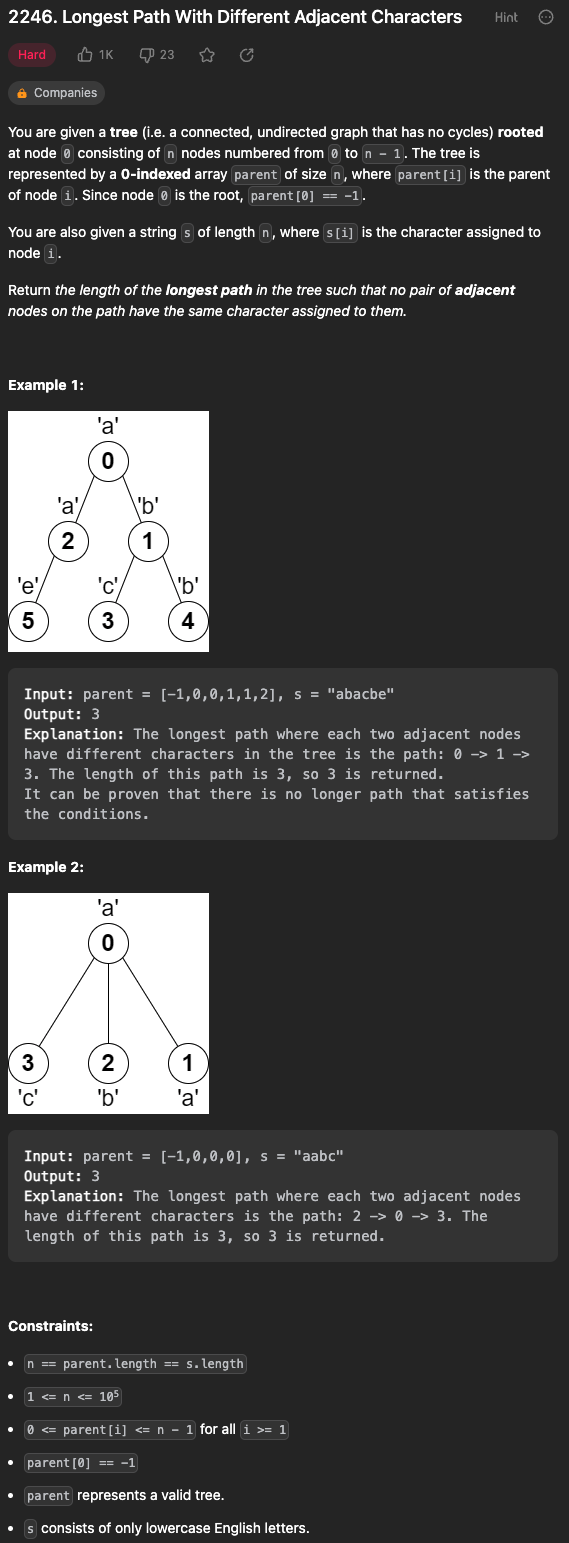 2246. Longest Path With Different Adjacent Characters Hint
Hard 1K 23
Companies
You are given a tree (i.e. a connected, undirected graph that has no cycles) rooted
at node 0 consisting of n nodes numbered from 0 to n - 1. The tree is
represented by a 0-indexed array parent of size n, where parent[i] is the parent
of node i. Since node 0 is the root, parent[0] == -1.
You are also given a string s of length n, where s[i] is the character assigned to
node i.
Return the length of the longest path in the tree such that no pair of adjacent
nodes on the path have the same character assigned to them.
Example 1:
'a'
0
'a' 'b'
2 1
'e' 'c' 'b'
5 3 4
Input: parent = [-1,0,0,1,1,2], s = "abacbe"
Output: 3
Explanation: The longest path where each two adjacent nodes
have different characters in the tree is the path: 0 -> 1 ->
3. The length of this path is 3, so 3 is returned.
It can be proven that there is no longer path that satisfies
the conditions.
Example 2:
'a'
0
3 2 1
'c' 'b' 'a'
Input: parent = [-1,0,0,0], s = "aabc"
Output: 3
Explanation: The longest path where each two adjacent nodes
have different characters is the path: 2 -> 0 -> 3. The
length of this path is 3, so 3 is returned.
Constraints:
• n == parent.length == s.length
• 1 <= n <= 10⁵
• 0 <= parent[i] <= n - 1 for all i >= 1
• parent[0] == -1
• parent represents a valid tree.
• s consists of only lowercase English letters.